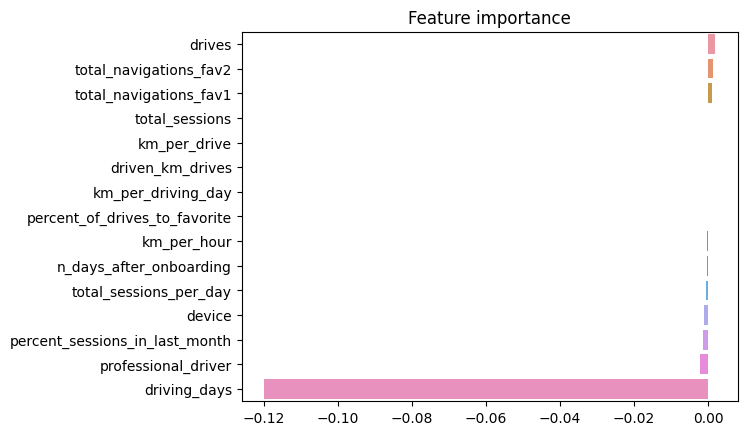 Feature importance
drives
total_navigations_fav2
total_navigations_fav1
total_sessions
km_per_drive
driven_km_drives
km_per_driving_day
percent_of_drives_to_favorite
km_per_hour
n_days_after_onboarding
total_sessions_per_day
device
percent_sessions_in_last_month
professional_driver
driving_days
−0.12 −0.10 −0.08 −0.06 −0.04 −0.02 0.00